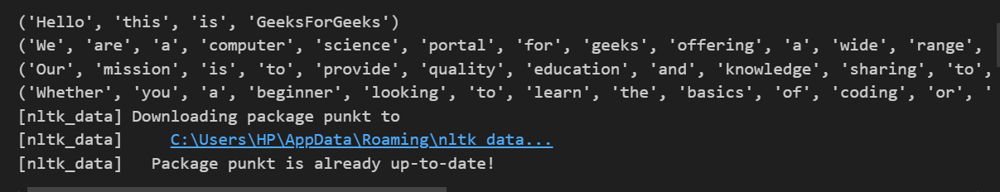 ('Hello', 'this', 'is', 'GeeksForGeeks')
('We', 'are', 'a', 'computer', 'science', 'portal', 'for', 'geeks', 'offering', 'a', 'wide', 'range',
('Our', 'mission', 'is', 'to', 'provide', 'quality', 'education', 'and', 'knowledge', 'sharing', 'to',
('Whether', 'you', 'a', 'beginner', 'looking', 'to', 'learn', 'the', 'basics', 'of', 'coding', 'or', '
[nltk_data] Downloading package punkt to
[nltk_data]     C:\Users\HP\AppData\Roaming\nltk_data...
[nltk_data]   Package punkt is already up-to-date!